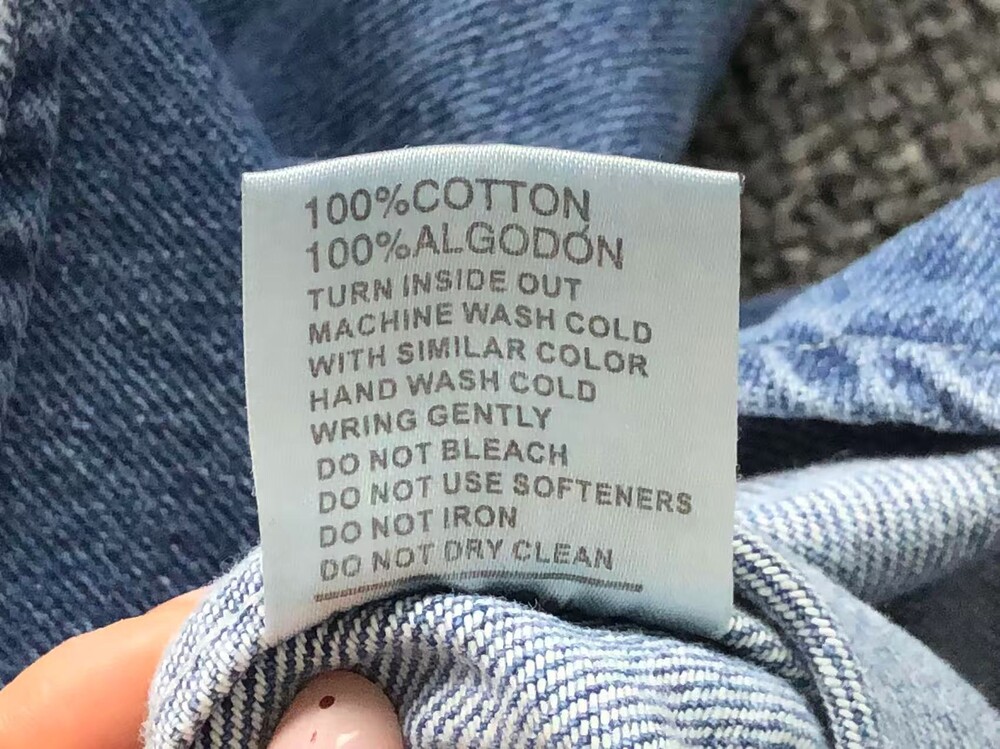 100%COTTON
100%ALGODÓN
TURN INSIDE OUT
MACHINE WASH COLD
WITH SIMILAR COLOR
HAND WASH COLD
WRING GENTLY
DO NOT BLEACH
DO NOT USE SOFTENERS
DO NOT IRON
DO NOT DRY CLEAN